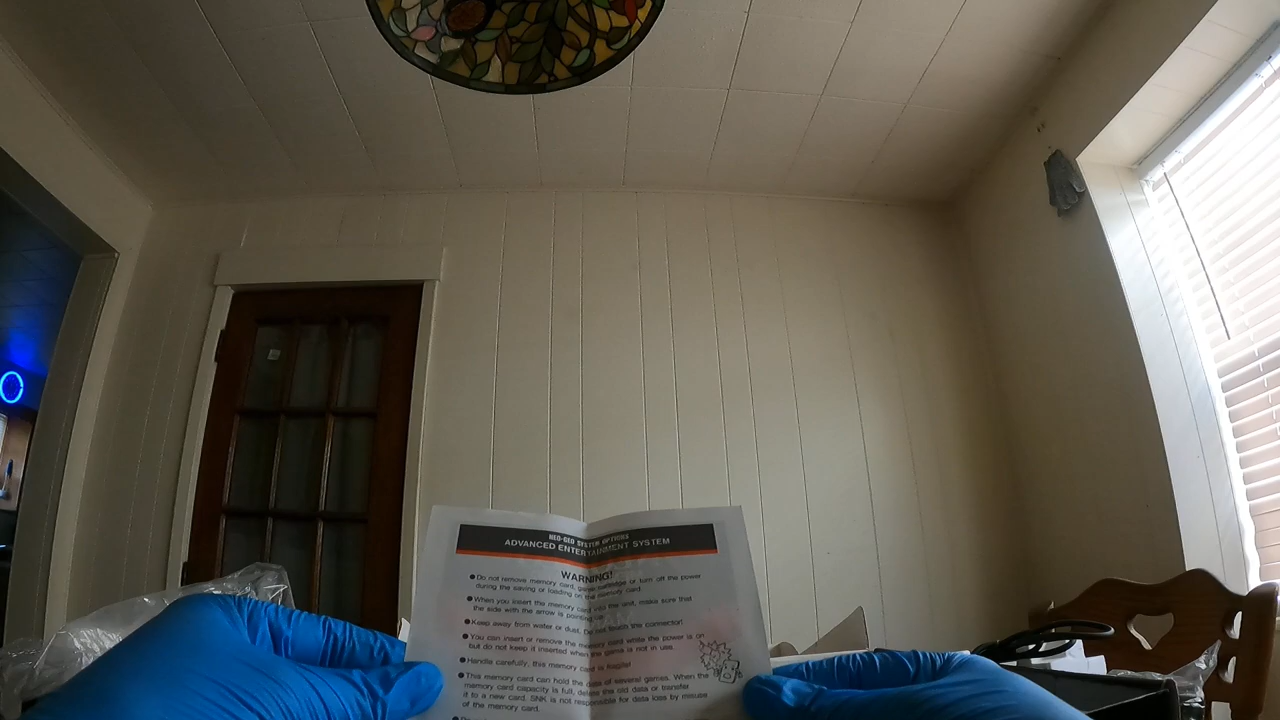 NEO-GEO SYSTEM OPTIONS
ADVANCED ENTERTAINMENT SYSTEM
WARNING!
●Do not remove memory card, game cartridge or turn off the power
during the saving or loading on the memory card
●When you insert the memory card into the unit, make sure that
the side with the arrow is pointing up.
●Keep away from water or dust. Do not touch the connector!
●You can insert or remove the memory card while the power is on
but do not keep it inserted when the game is not in use.
●Handle carefully, this memory card is fragile!
●This memory card can hold the data of several games. When the
memory card capacity is full, delete the old data or transfer
it to a new card. SNK is not responsible for data loss by misuse
of the memory card.